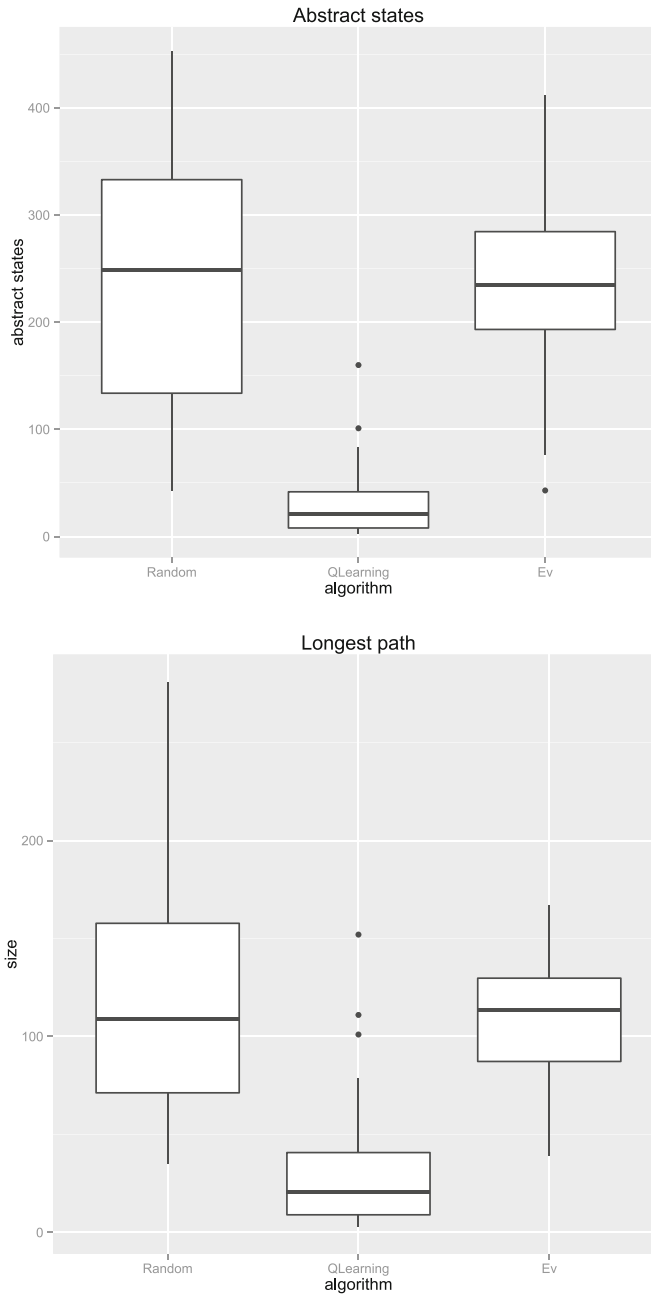 Abstract states
400
300
200
100
0
abstract states
Random QLearning Ev
algorithm
Longest path
200
100
0
size
Random QLearning Ev
algorithm